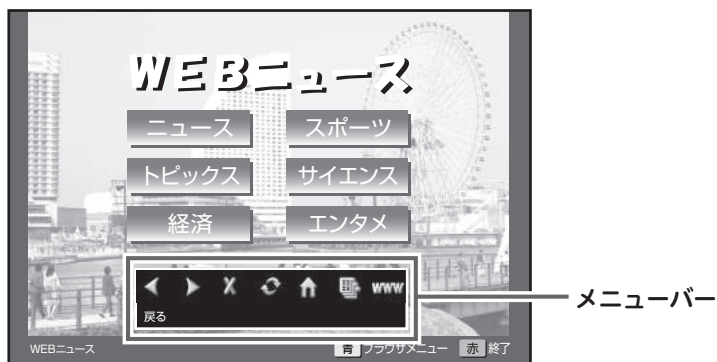 WEBニュース
ニュース
スポーツ
トピックス
サイエンス
経済
エンタメ
WWW
戻る
メニューバー
WEBニュース
青 ブラウザメニュー
赤 終了